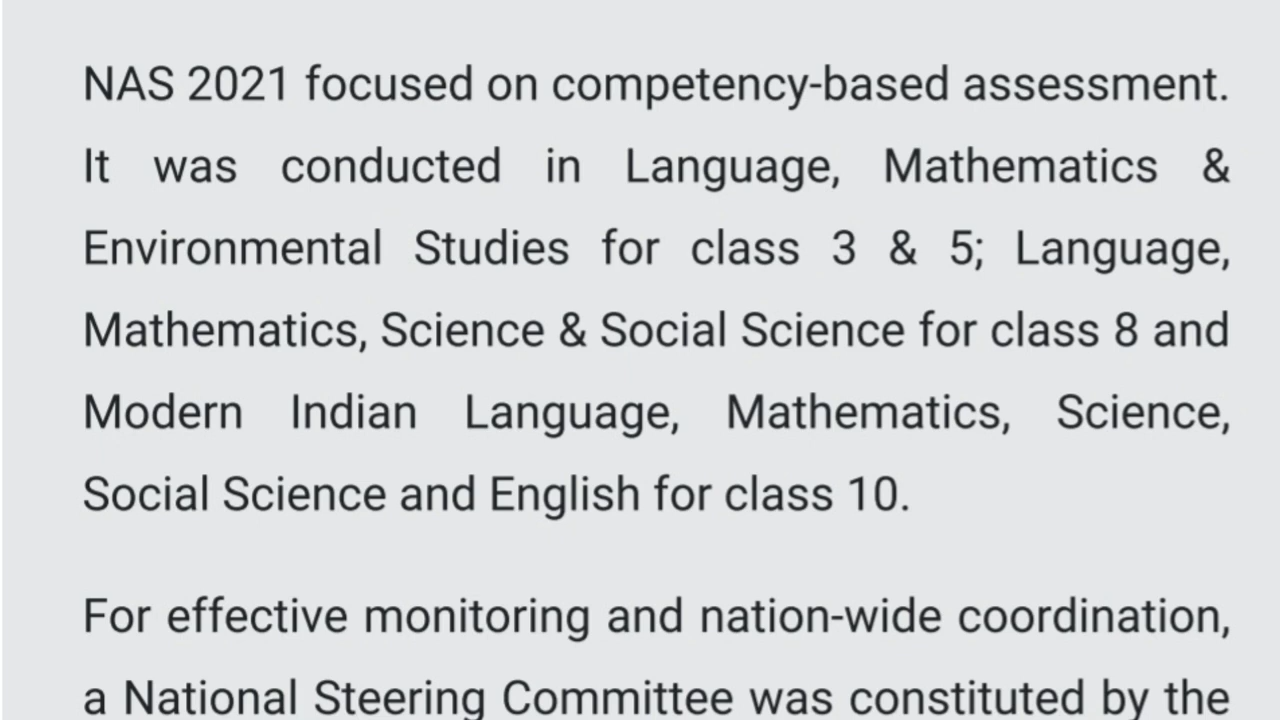 NAS 2021 focused on competency-based assessment.
It was conducted in Language, Mathematics &
Environmental Studies for class 3 & 5; Language,
Mathematics, Science & Social Science for class 8 and
Modern Indian Language, Mathematics, Science,
Social Science and English for class 10.
For effective monitoring and nation-wide coordination,
a National Steering Committee was constituted by the